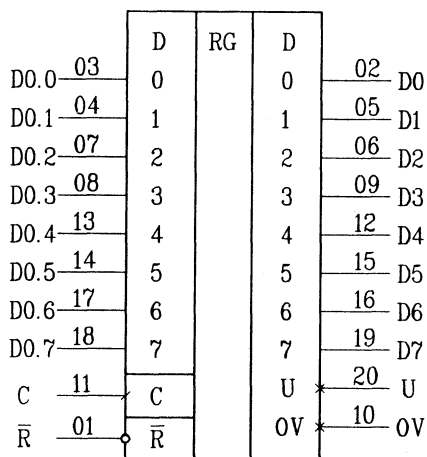 D RG D
D0.0 03 0 0 02 D0
D0.1 04 1 1 05 D1
D0.2 07 2 2 06 D2
D0.3 08 3 3 09 D3
D0.4 13 4 4 12 D4
D0.5 14 5 5 15 D5
D0.6 17 6 6 16 D6
D0.7 18 7 7 19 D7
C 11 C U 20 U
R̅ 01 R̅ 0V 10 0V